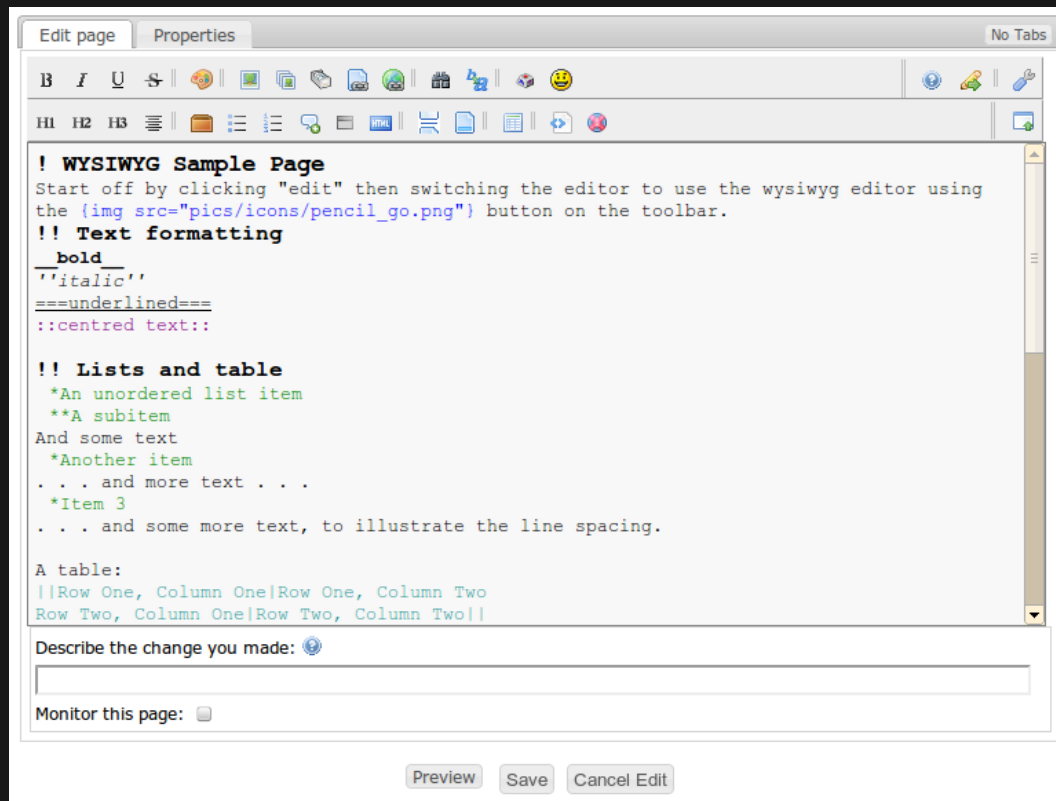 Edit page Properties No Tabs
B I U S
H1 H2 H3 HTML
! WYSIWYG Sample Page
Start off by clicking "edit" then switching the editor to use the wysiwyg editor using
the {img src="pics/icons/pencil_go.png"} button on the toolbar.
!! Text formatting
__bold__
''italic''
===underlined===
::centred text::
!! Lists and table
*An unordered list item
**A subitem
And some text
*Another item
. . . and more text . . .
*Item 3
. . . and some more text, to illustrate the line spacing.
A table:
||Row One, Column One|Row One, Column Two
Row Two, Column One|Row Two, Column Two||
Describe the change you made:
Monitor this page:
Preview Save Cancel Edit